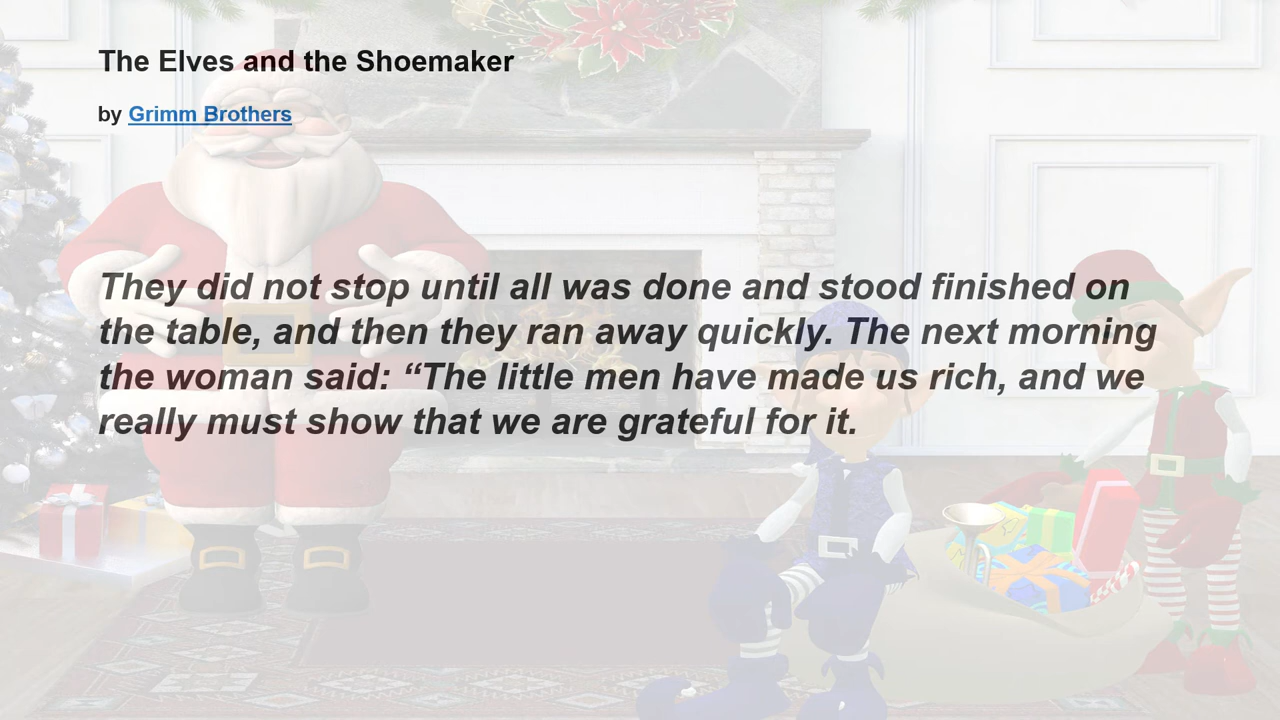 The Elves and the Shoemaker
by Grimm Brothers
They did not stop until all was done and stood finished on
the table, and then they ran away quickly. The next morning
the woman said: “The little men have made us rich, and we
really must show that we are grateful for it.